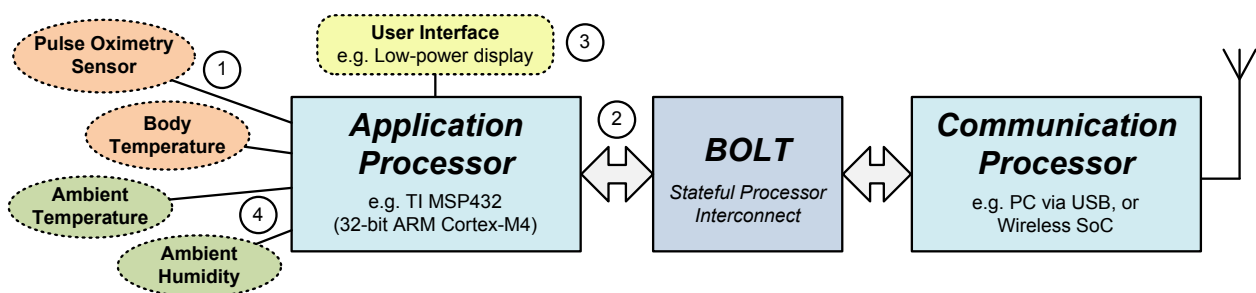 Pulse Oximetry
Sensor
1
User Interface
e.g. Low-power display
3
Body
Temperature
Ambient
Temperature
4
Ambient
Humidity
Application
Processor
e.g. TI MSP432
(32-bit ARM Cortex-M4)
2
BOLT
Stateful Processor
Interconnect
Communication
Processor
e.g. PC via USB, or
Wireless SoC